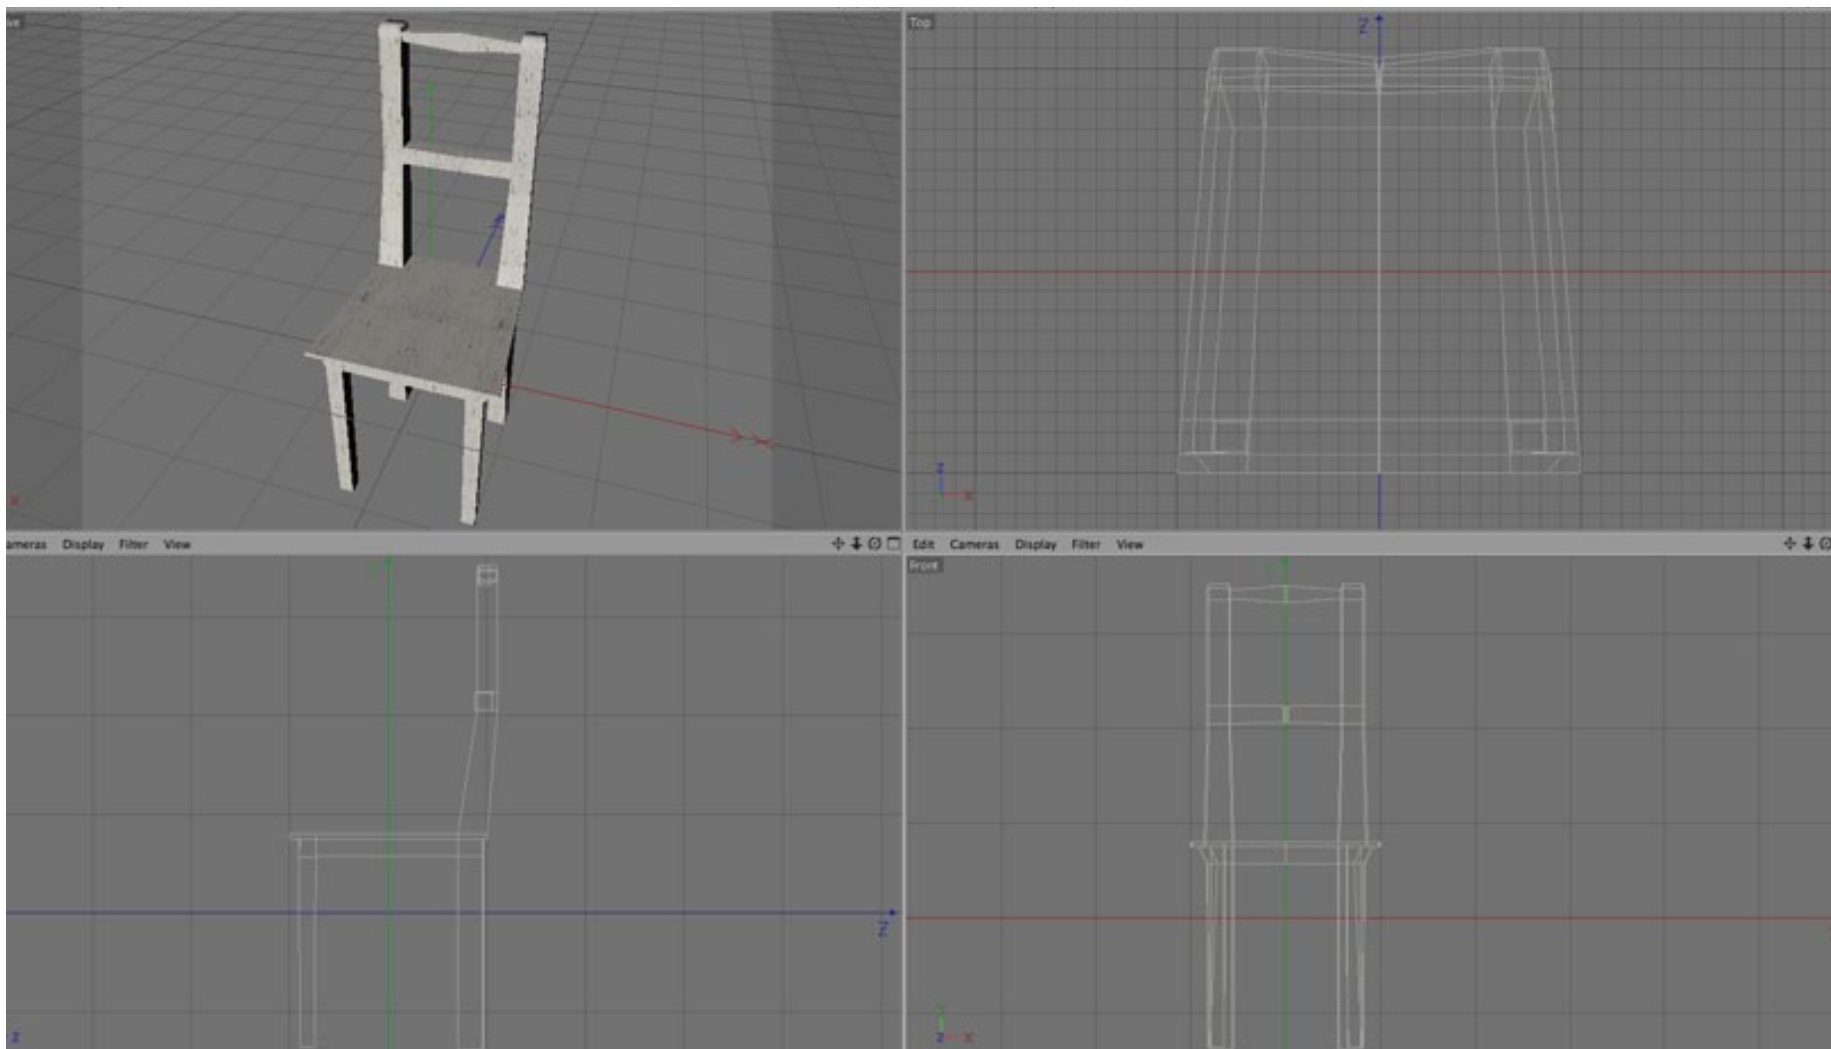 Top
Z
Z
X
X
ameras Display Filter View
Edit Cameras Display Filter View
Front
Z
Z
Z X